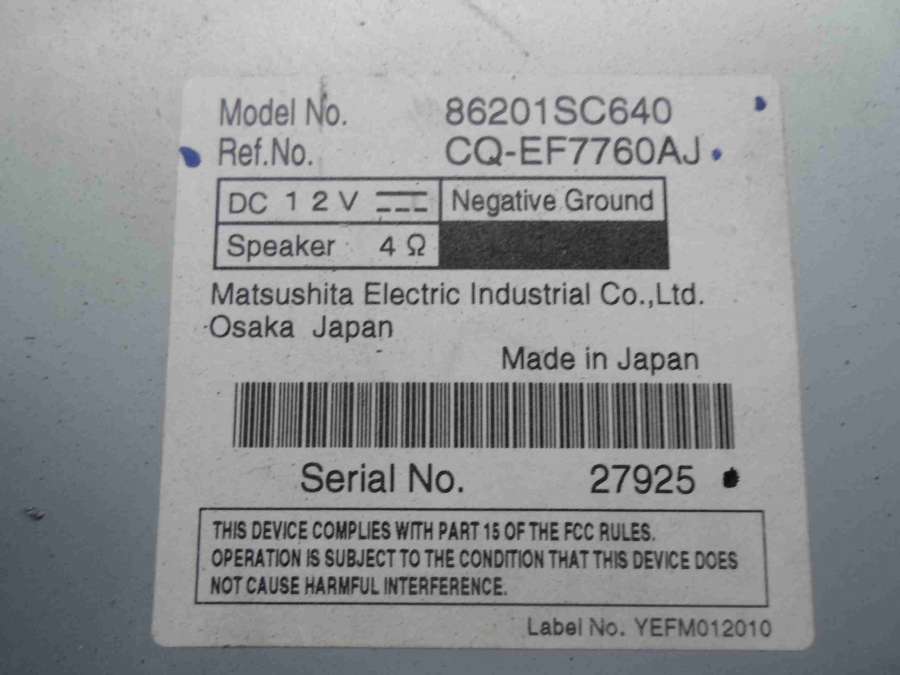 Model No. 86201SC640
Ref.No. CQ-EF7760AJ
DC 12V Negative Ground
Speaker 4Ω
Matsushita Electric Industrial Co.,Ltd.
Osaka Japan
Made in Japan
Serial No. 27925
THIS DEVICE COMPLIES WITH PART 15 OF THE FCC RULES.
OPERATION IS SUBJECT TO THE CONDITION THAT THIS DEVICE DOES
NOT CAUSE HARMFUL INTERFERENCE.
Label No. YEFM012010